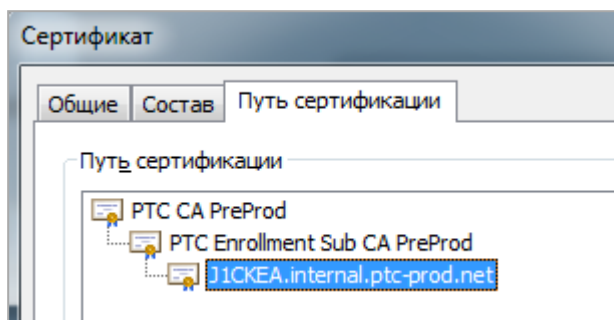 Сертификат
Общие Состав Путь сертификации
Путь сертификации
PTC CA PreProd
PTC Enrollment Sub CA PreProd
J1CKEA.internal.ptc-prod.net